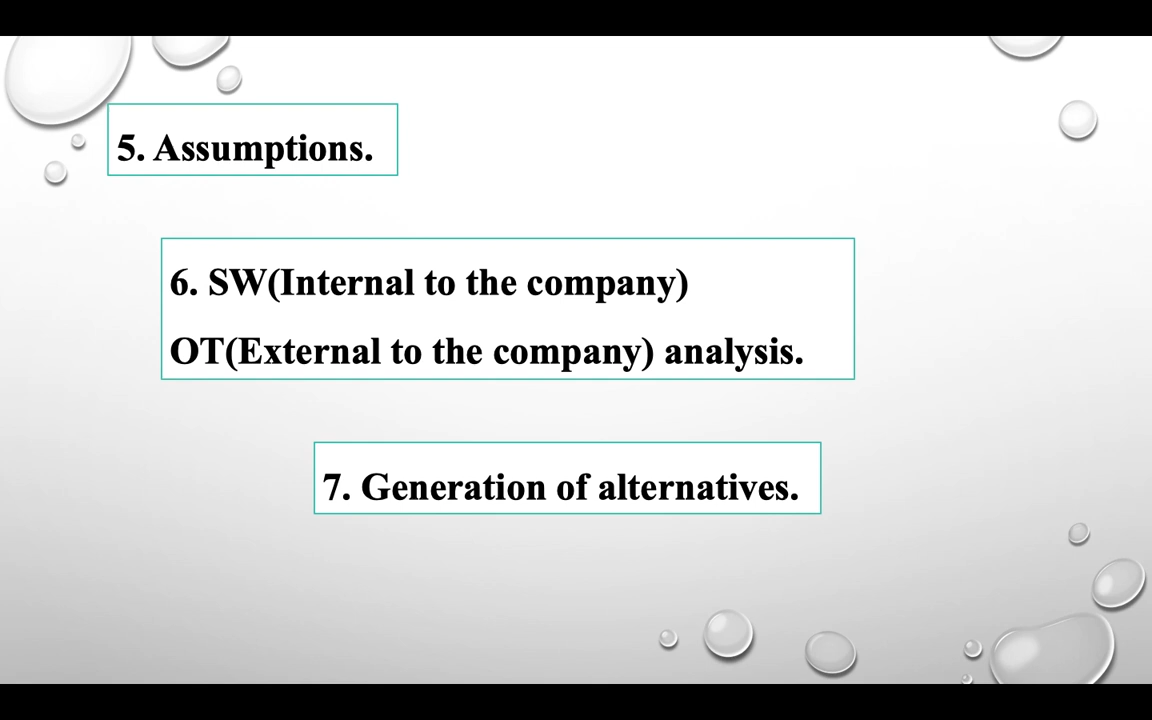 5. Assumptions.
6. SW(Internal to the company)
OT(External to the company) analysis.
7. Generation of alternatives.